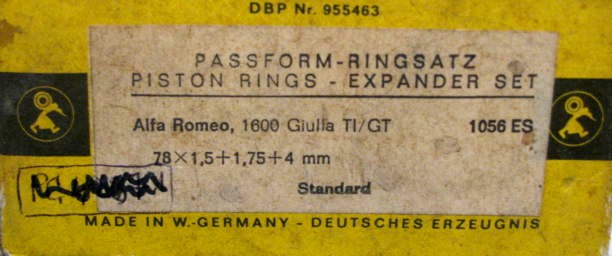 DBP Nr. 955463
PASSFORM-RINGSATZ
PISTON RINGS - EXPANDER SET
Alfa Romeo, 1600 Giulia TI/GT 1056 ES
78×1,5+1,75+4 mm
Standard
MADE IN W.-GERMANY - DEUTSCHES ERZEUGNIS